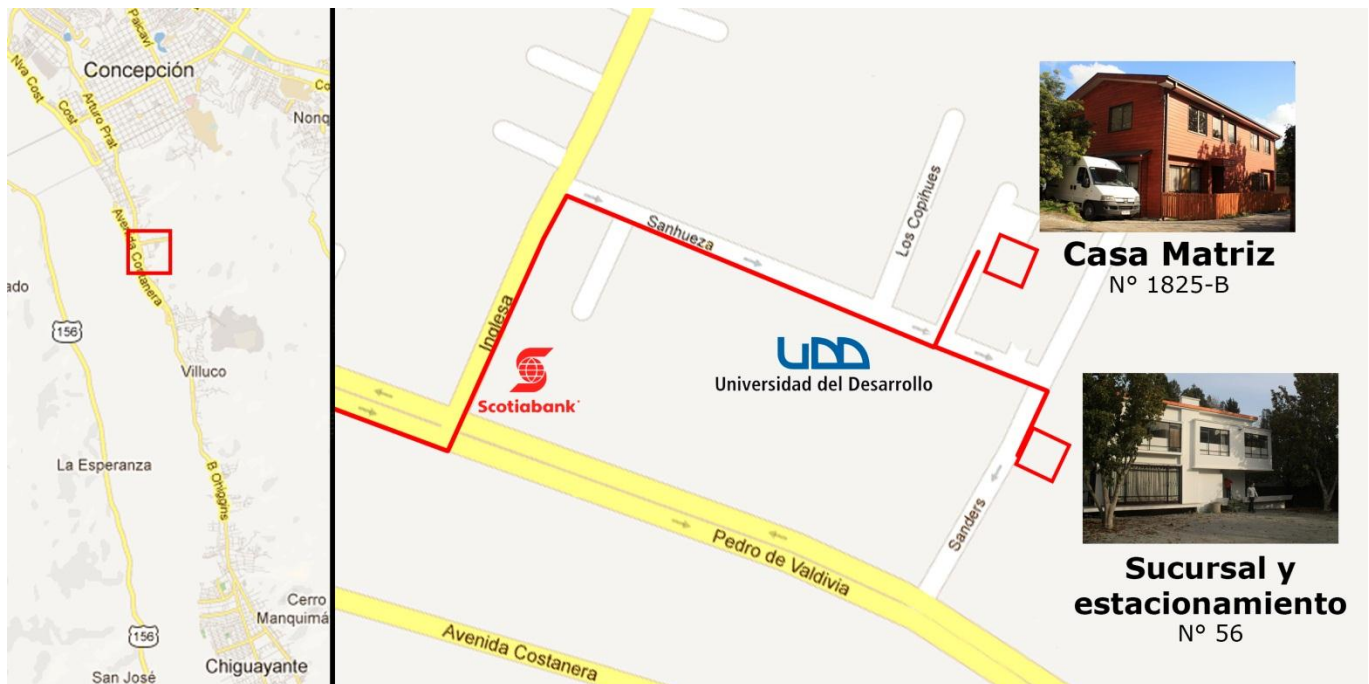 Paicaví
Concepción
Nva Cost
Cost
Arturo Prat
Co
Nonq
Avenida Costanera
ado
156
Villuco
La Esperanza
B Ohiggins
Cerro
Manquimá
156
Chiguayante
San José
Sanhueza
Los Copihues
Inglesa
Scotiabank
UDD
Universidad del Desarrollo
Sanders
Pedro de Valdivia
Avenida Costanera
Casa Matriz
N° 1825-B
Sucursal y
estacionamiento
N° 56